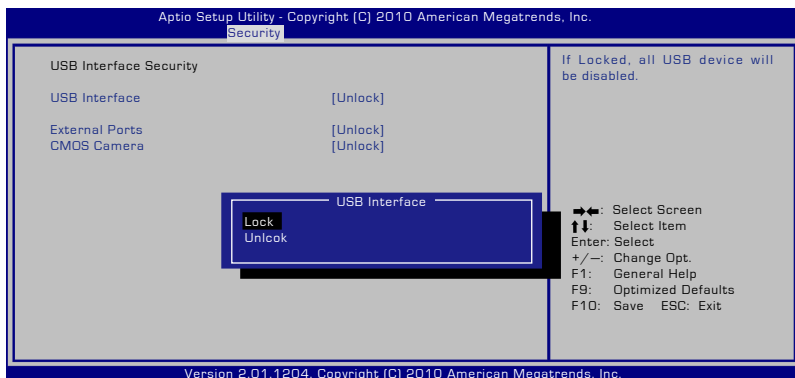 Aptio Setup Utility - Copyright (C) 2010 American Megatrends, Inc.
Security
USB Interface Security
USB Interface [Unlock]
External Ports [Unlock]
CMOS Camera [Unlock]
If Locked, all USB device will
be disabled.
USB Interface
Lock
Unlcok
→←: Select Screen
↑↓: Select Item
Enter: Select
+/—: Change Opt.
F1: General Help
F9: Optimized Defaults
F10: Save ESC: Exit
Version 2.01.1204. Copyright (C) 2010 American Megatrends, Inc.